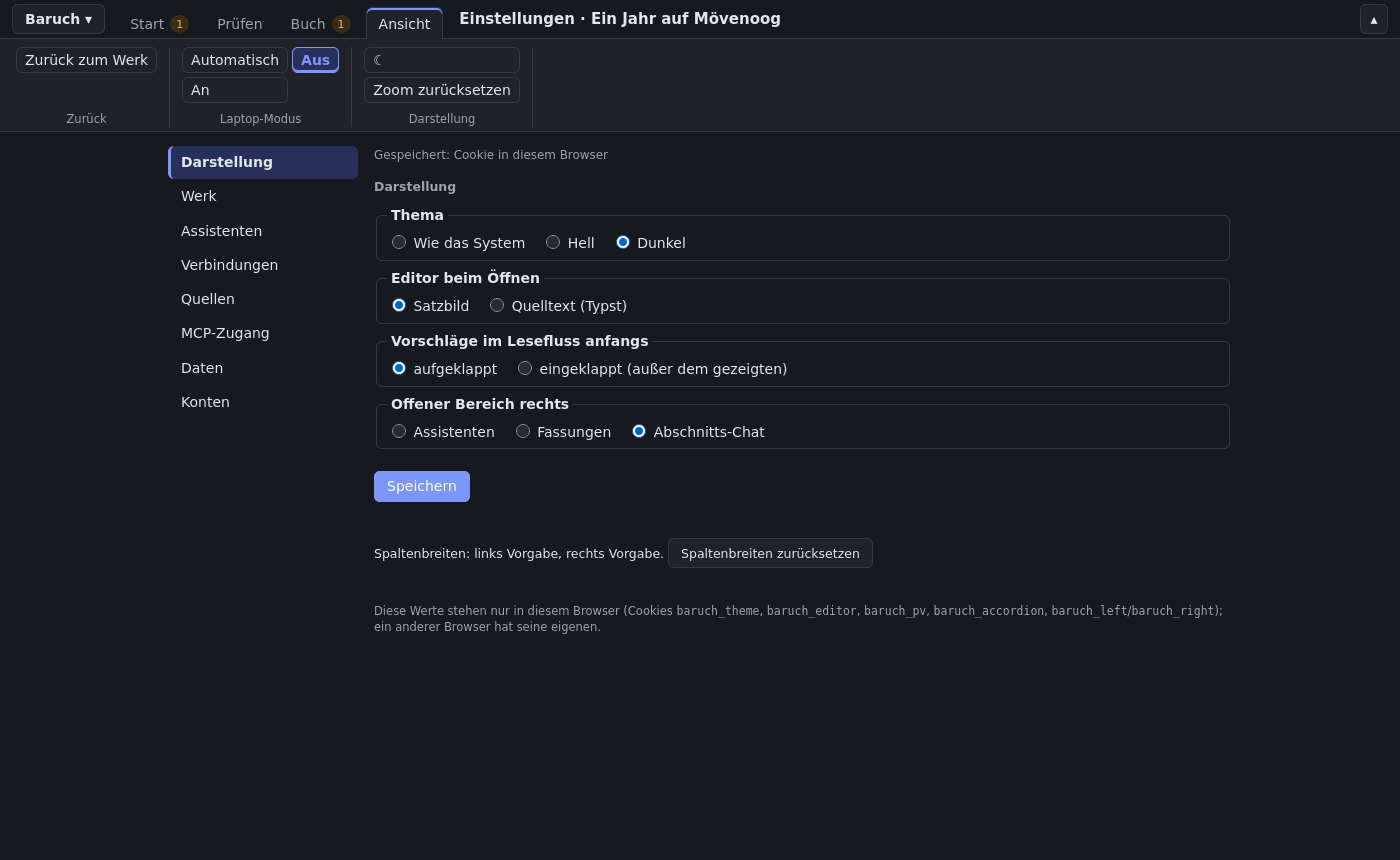 Baruch ▾ Start 1 Prüfen Buch 1 Ansicht Einstellungen · Ein Jahr auf Mövenoog ▴
Zurück zum Werk Automatisch Aus ☾
An Zoom zurücksetzen
Zurück Laptop-Modus Darstellung
Darstellung
Werk
Assistenten
Verbindungen
Quellen
MCP-Zugang
Daten
Konten
Gespeichert: Cookie in diesem Browser
Darstellung
Thema
Wie das System Hell Dunkel
Editor beim Öffnen
Satzbild Quelltext (Typst)
Vorschläge im Lesefluss anfangs
aufgeklappt eingeklappt (außer dem gezeigten)
Offener Bereich rechts
Assistenten Fassungen Abschnitts-Chat
Speichern
Spaltenbreiten: links Vorgabe, rechts Vorgabe. Spaltenbreiten zurücksetzen
Diese Werte stehen nur in diesem Browser (Cookies baruch_theme, baruch_editor, baruch_pv, baruch_accordion, baruch_left/baruch_right);
ein anderer Browser hat seine eigenen.